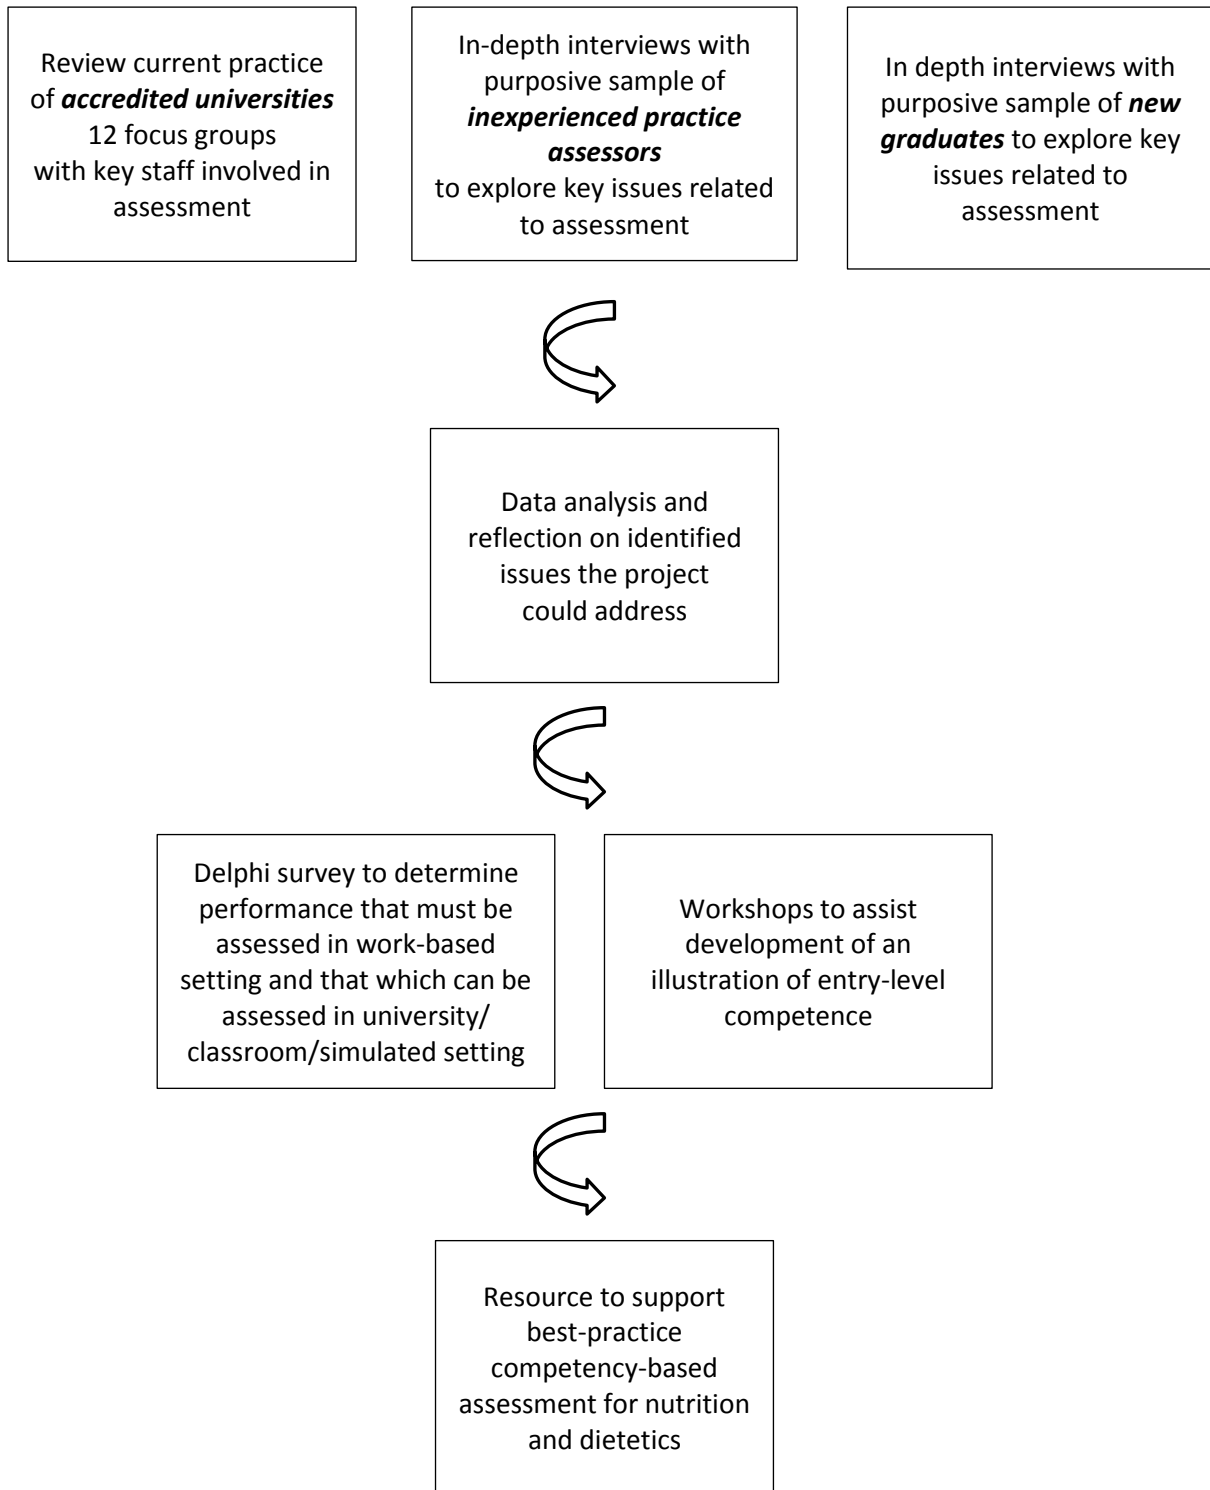 Review current practice
of accredited universities
12 focus groups
with key staff involved in
assessment
In-depth interviews with
purposive sample of
inexperienced practice
assessors
to explore key issues related
to assessment
In depth interviews with
purposive sample of new
graduates to explore key
issues related to
assessment
Data analysis and
reflection on identified
issues the project
could address
Delphi survey to determine
performance that must be
assessed in work-based
setting and that which can be
assessed in university/
classroom/simulated setting
Workshops to assist
development of an
illustration of entry-level
competence
Resource to support
best-practice
competency-based
assessment for nutrition
and dietetics